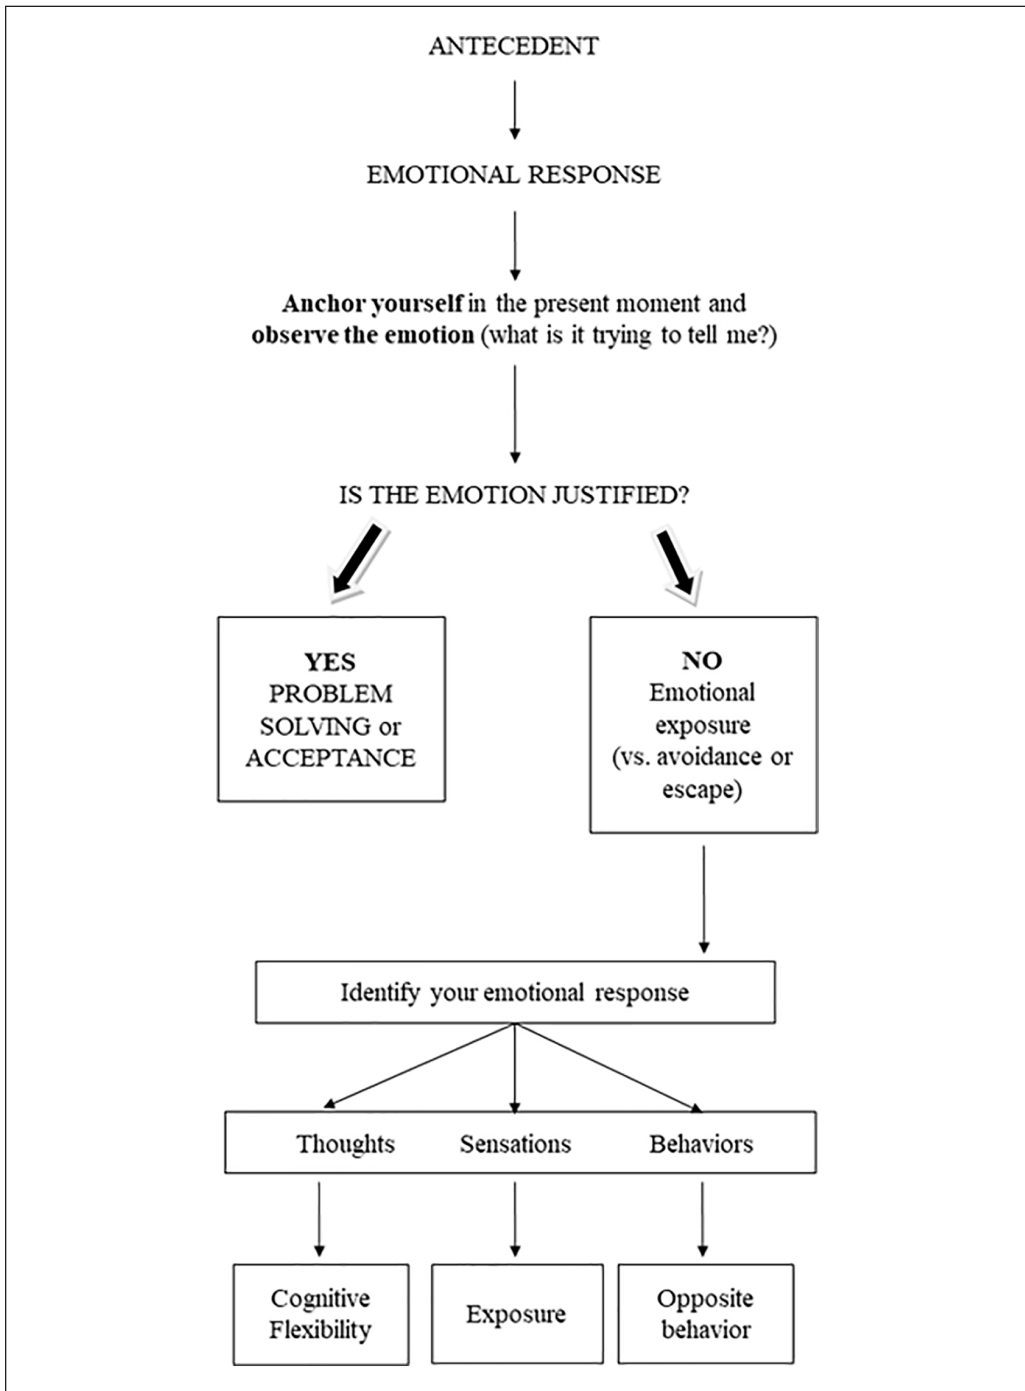 ANTECEDENT
EMOTIONAL RESPONSE
Anchor yourself in the present moment and
observe the emotion (what is it trying to tell me?)
IS THE EMOTION JUSTIFIED?
YES
PROBLEM
SOLVING or
ACCEPTANCE
NO
Emotional
exposure
(vs. avoidance or
escape)
Identify your emotional response
Thoughts Sensations Behaviors
Cognitive
Flexibility
Exposure
Opposite
behavior